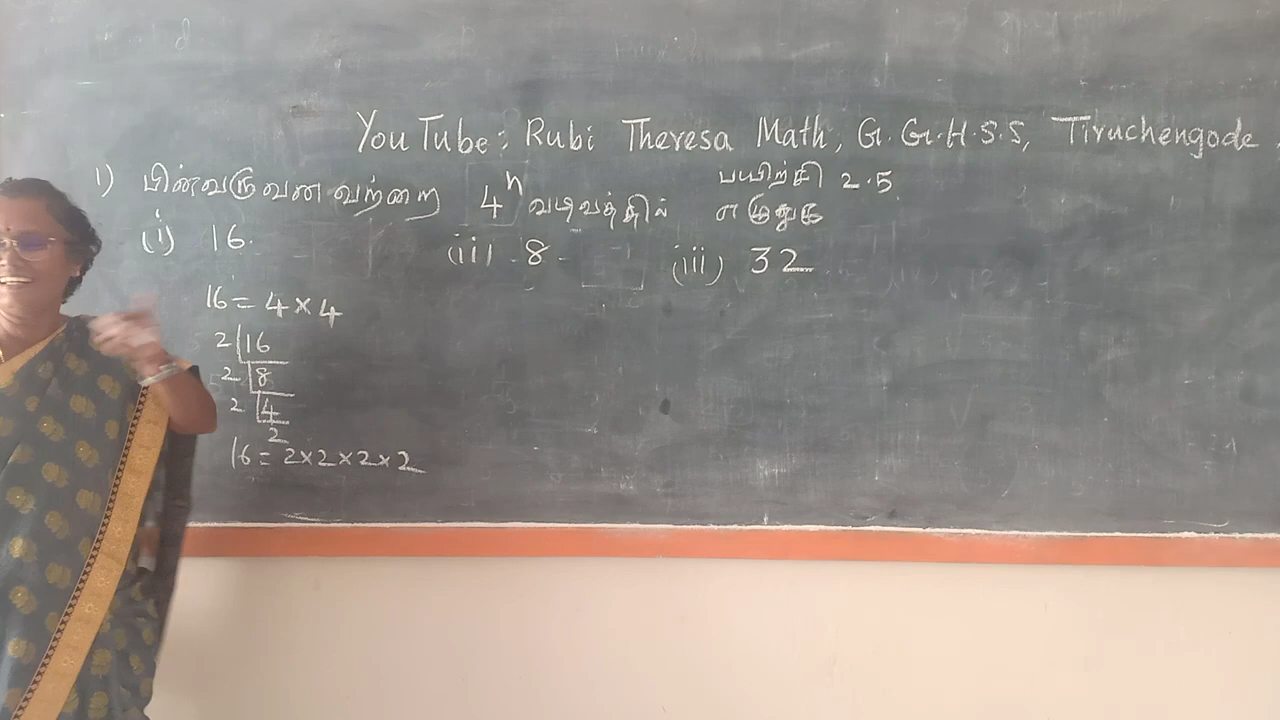 YouTube: Rubi Theresa Math, G.G.H.S.S, Tiruchengode.
பயிற்சி 2.5
1) பின்வருவனவற்றை 4ⁿ வடிவத்தில் எழுதுக
(i) 16. (ii) 8. (iii) 32
16 = 4 × 4
2 | 16
2 | 8
2 | 4
2
16 = 2×2×2×2